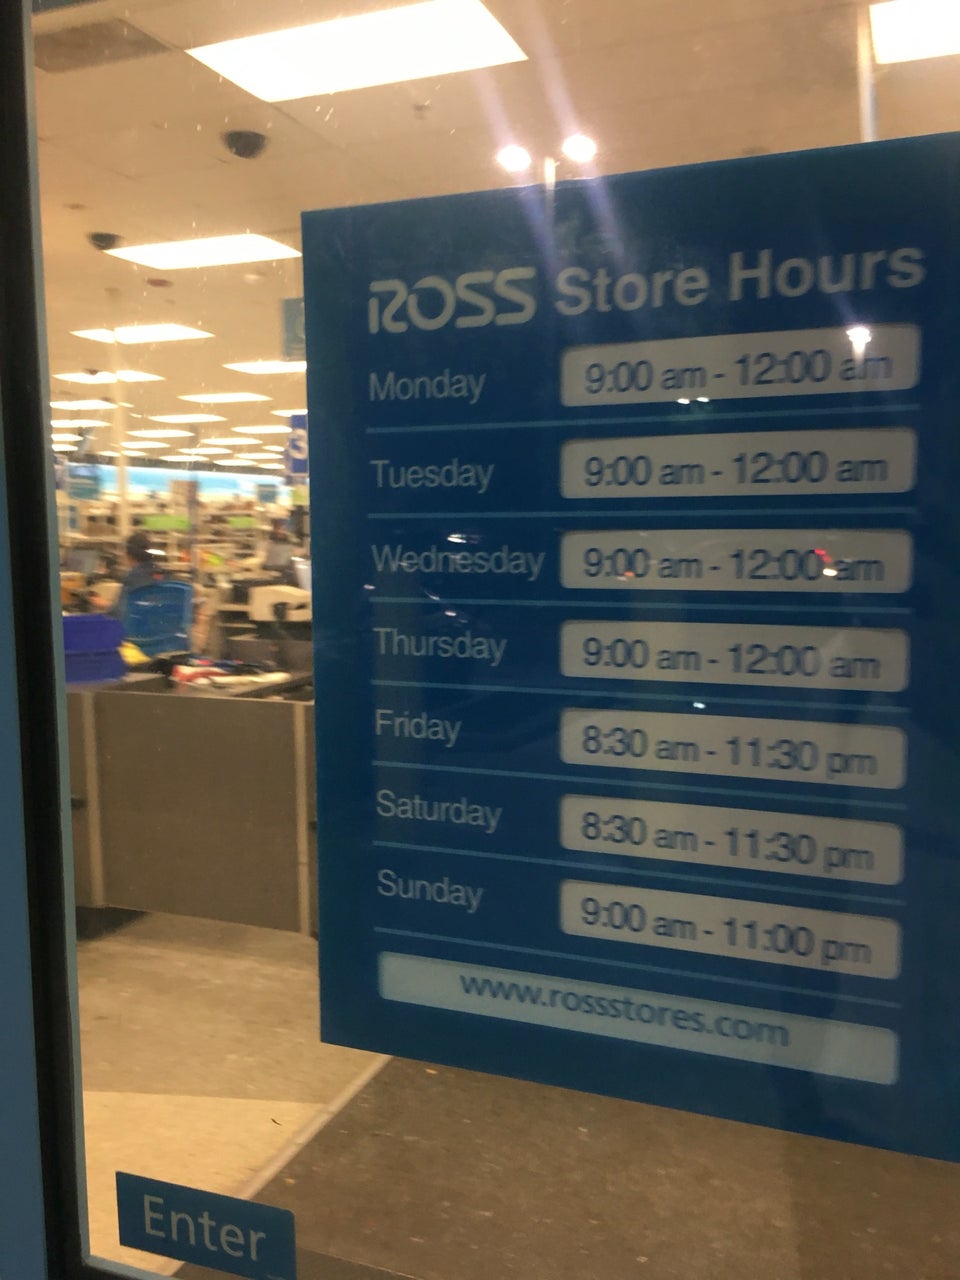 ROSS Store Hours
Monday 9:00 am - 12:00 am
Tuesday 9:00 am - 12:00 am
Wednesday 9:00 am - 12:00 am
Thursday 9:00 am - 12:00 am
Friday 8:30 am - 11:30 pm
Saturday 8:30 am - 11:30 pm
Sunday 9:00 am - 11:00 pm
www.rossstores.com
3
Enter